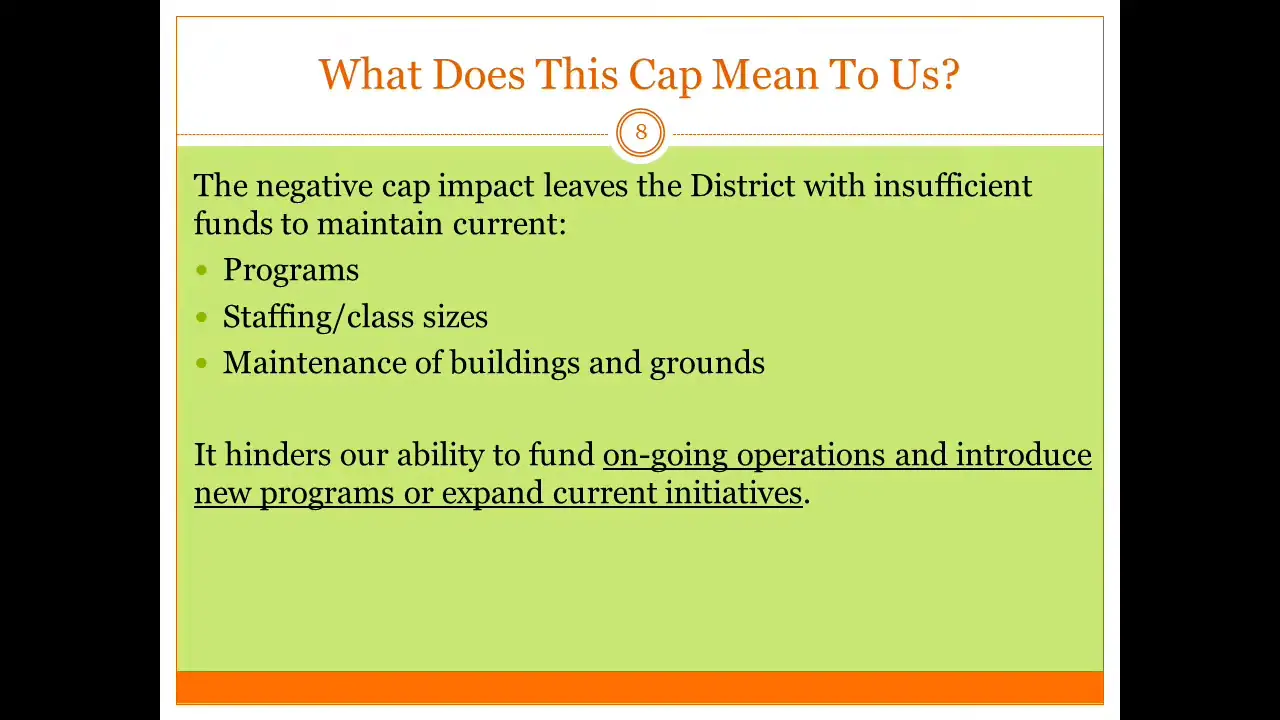 What Does This Cap Mean To Us?
8
The negative cap impact leaves the District with insufficient
funds to maintain current:
• Programs
• Staffing/class sizes
• Maintenance of buildings and grounds
It hinders our ability to fund on-going operations and introduce
new programs or expand current initiatives.